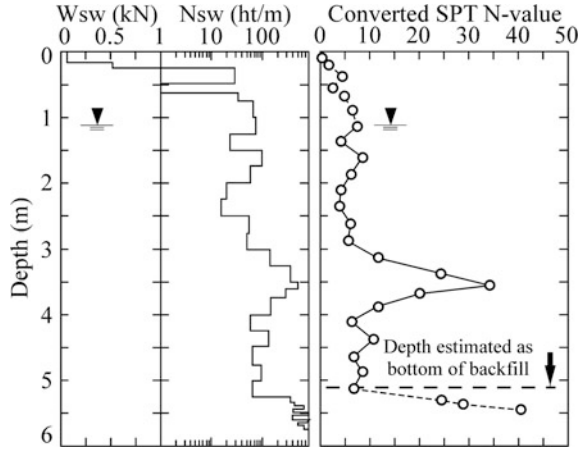 Wsw (kN) Nsw (ht/m) Converted SPT N-value
0 0.5 1 10 100 0 10 20 30 40 50
0
1
2
3
4
5
6
Depth (m)
Depth estimated as
bottom of backfill